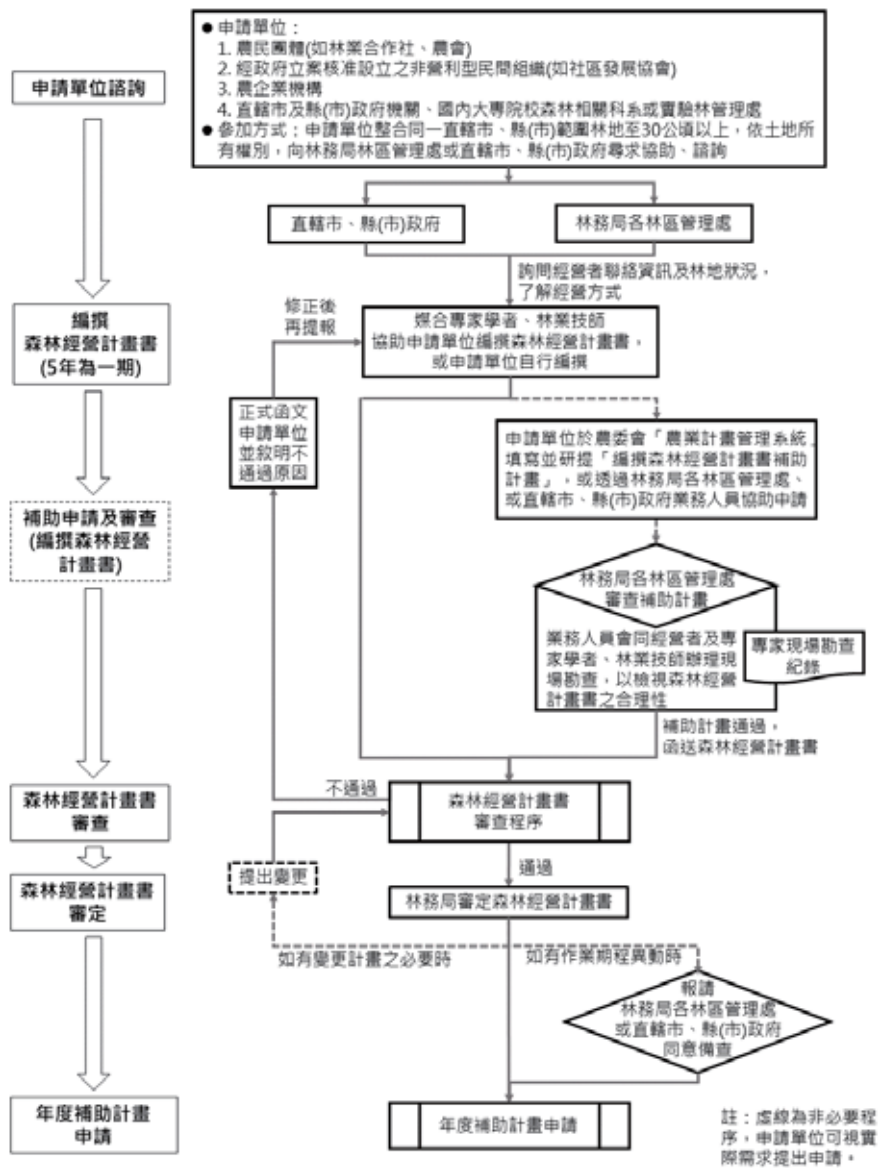 ● 申請單位：
1. 農民團體(如林業合作社、農會)
2. 經政府立案核准設立之非營利型民間組織(如社區發展協會)
3. 農企業機構
4. 直轄市及縣(市)政府機關、國內大專院校森林相關科系或實驗林管理處
● 參加方式：申請單位整合同一直轄市、縣(市)範圍林地至30公頃以上，依土地所
有權別，向林務局林區管理處或直轄市、縣(市)政府尋求協助、諮詢
申請單位諮詢
直轄市、縣(市)政府
林務局各林區管理處
詢問經營者聯絡資訊及林地狀況，
了解經營方式
編撰
森林經營計畫書
(5年為一期)
修正後
再提報
媒合專家學者、林業技師
協助申請單位編撰森林經營計畫書，
或申請單位自行編撰
正式函文
申請單位
並敘明不
通過原因
申請單位於農委會「農業計畫管理系統」
填寫並研提「編撰森林經營計畫書補助
計畫」，或透過林務局各林區管理處、
或直轄市、縣(市)政府業務人員協助申請
補助申請及審查
(編撰森林經營
計畫書)
林務局各林區管理處
審查補助計畫
業務人員會同經營者及專
家學者、林業技師辦理現
場勘查，以檢視森林經營
計畫書之合理性
專家現場勘查
紀錄
補助計畫通過，
函送森林經營計畫書
不通過
森林經營計畫書
審查
森林經營計畫書
審查程序
通過
提出變更
森林經營計畫書
審定
林務局審定森林經營計畫書
如有變更計畫之必要時
如有作業期程異動時
報請
林務局各林區管理處
或直轄市、縣(市)政府
同意備查
年度補助計畫
申請
年度補助計畫申請
註：虛線為非必要程
序，申請單位可視實
際需求提出申請。